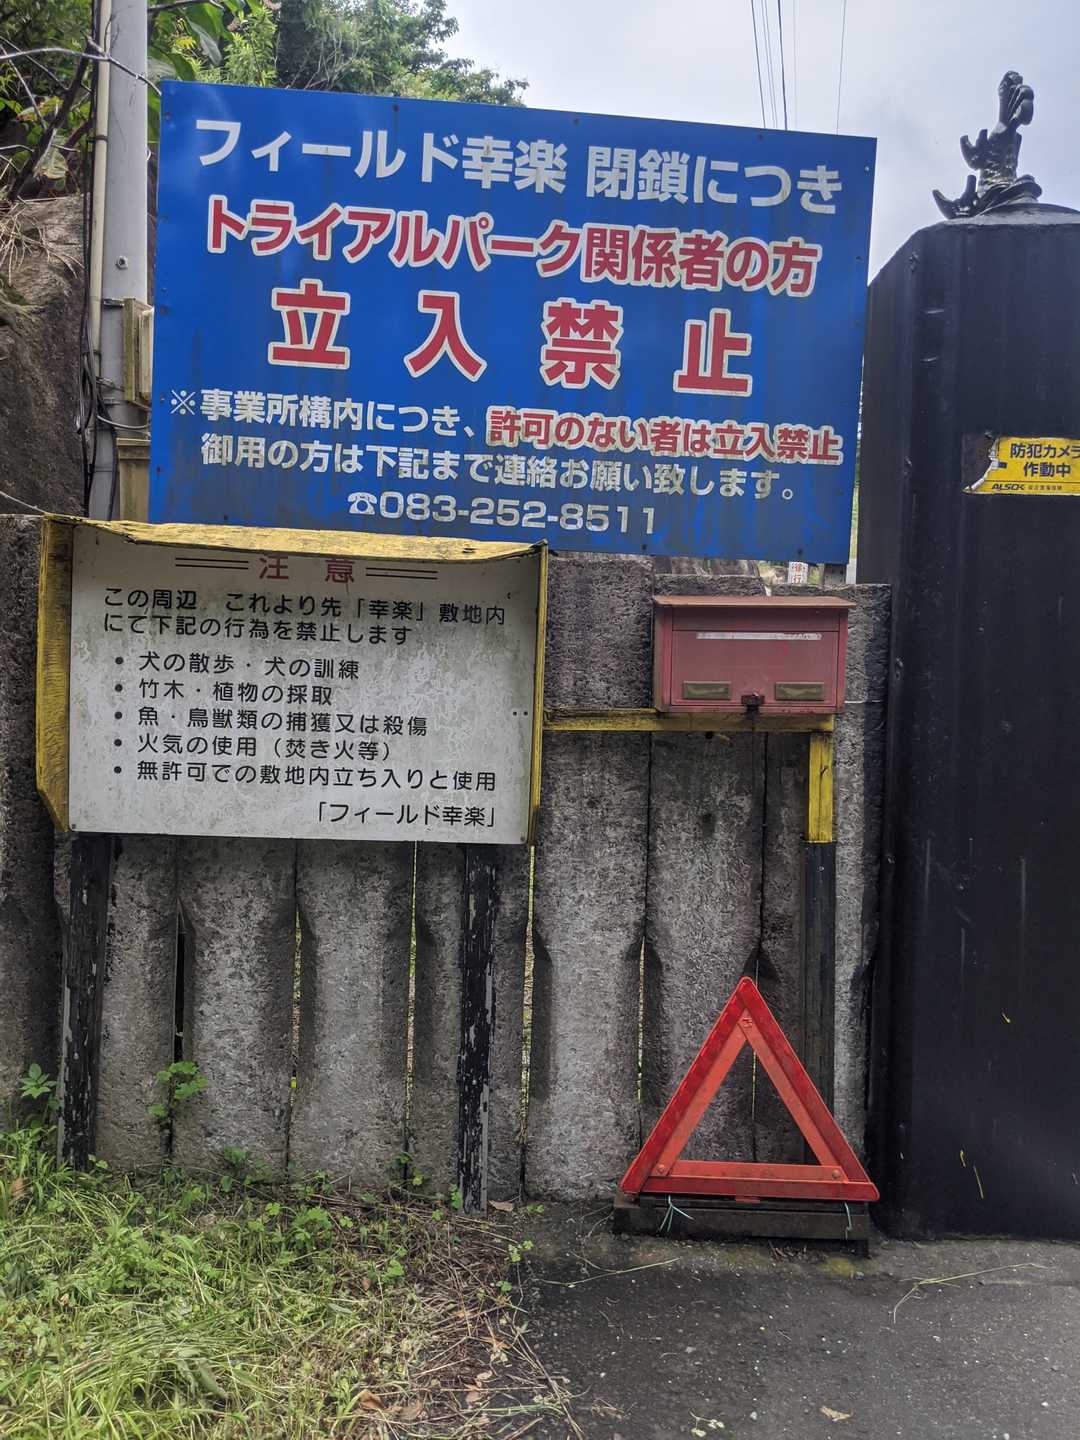 フィールド幸楽 閉鎖につき
トライアルパーク関係者の方
立入禁止
※事業所構内につき、許可のない者は立入禁止
御用の方は下記まで連絡お願い致します。
☎083-252-8511
防犯カメラ
作動中
ALSOK
注意
この周辺 これより先「幸楽」敷地内
にて下記の行為を禁止します
• 犬の散歩・犬の訓練
• 竹木・植物の採取
• 魚・鳥獣類の捕獲又は殺傷
• 火気の使用（焚き火等）
• 無許可での敷地内立ち入りと使用
「フィールド幸楽」